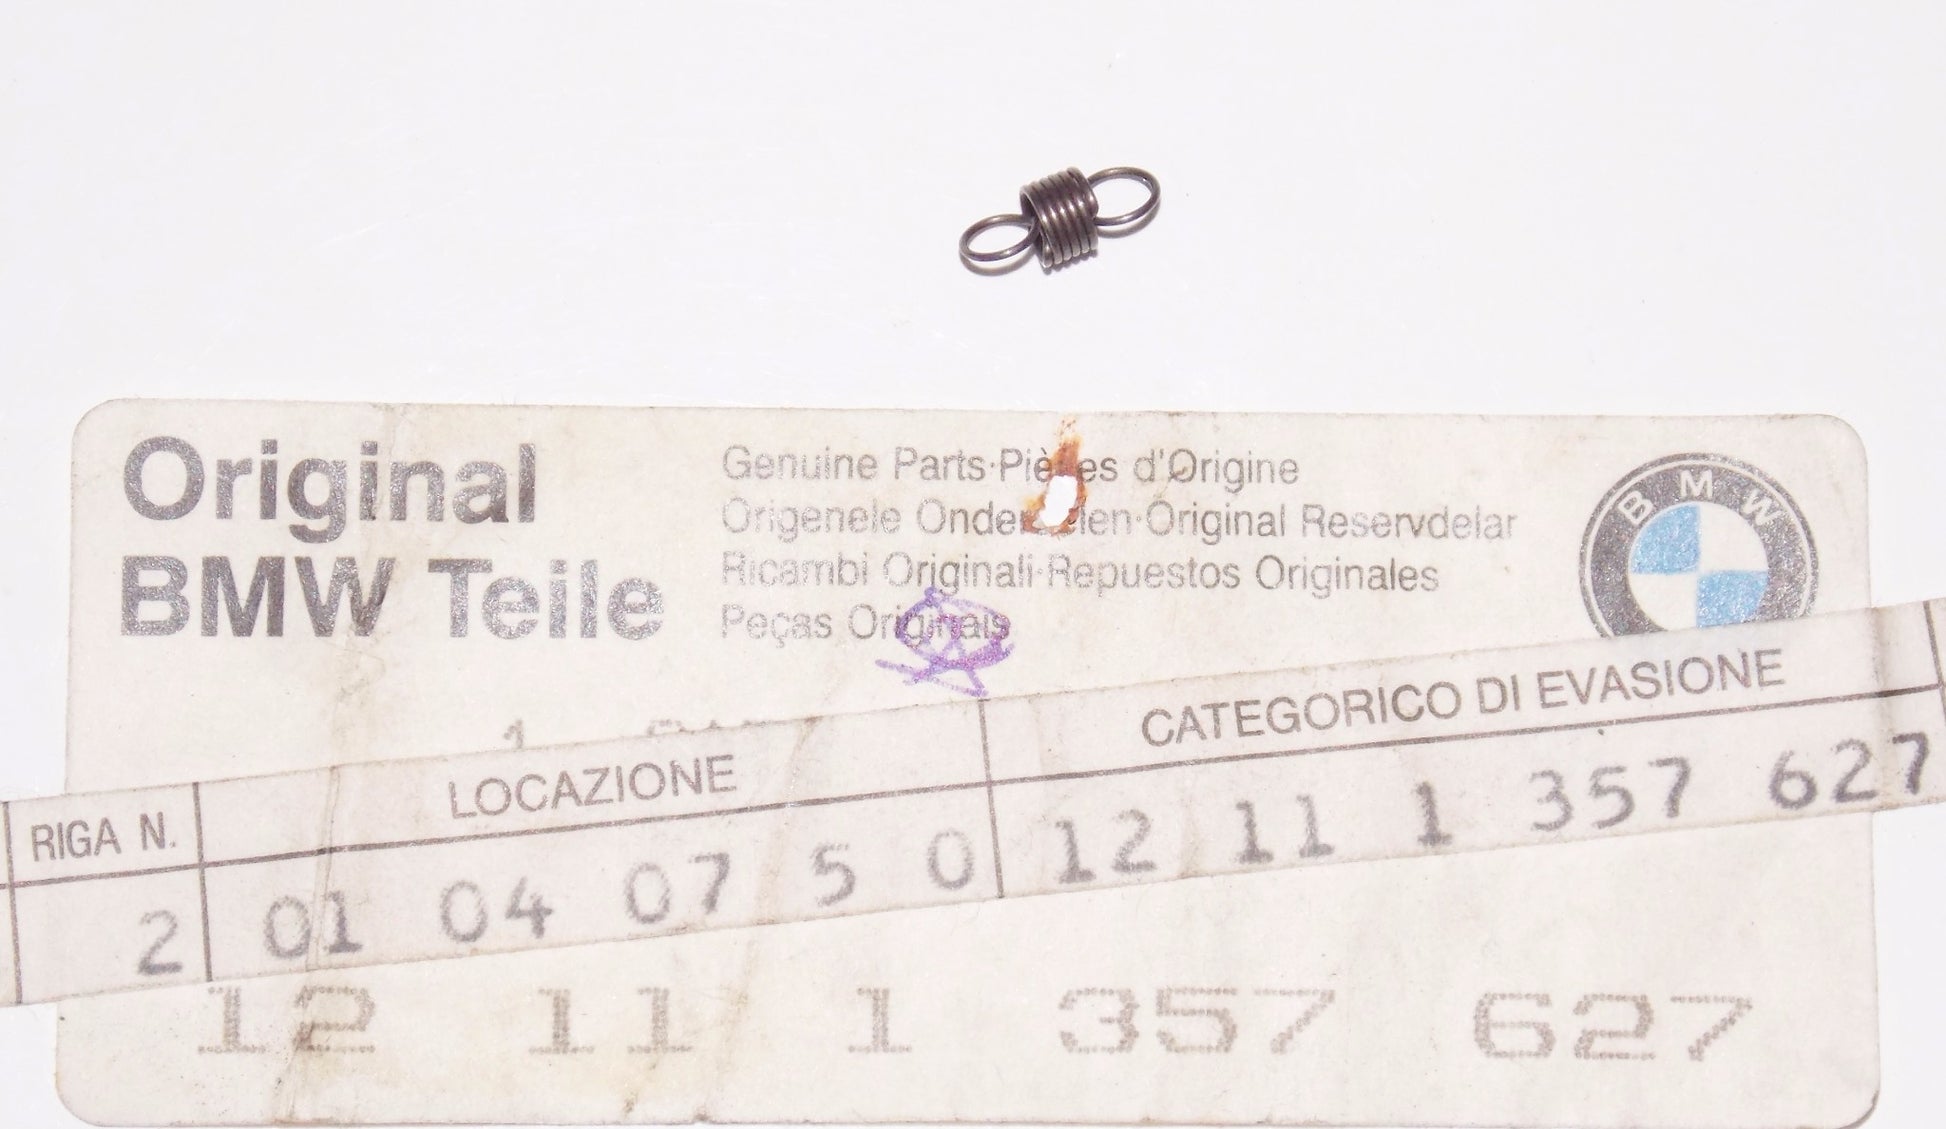 Original
BMW Teile
Genuine Parts·Pièces d'Origine
Origenele Onderdelen·Original Reservdelar
Ricambi Originali·Repuestos Originales
Peças Originais
BMW
1
RIGA N. LOCAZIONE CATEGORICO DI EVASIONE
2 01 04 07 5 0 12 11 1 357 627
12 11 1 357 627